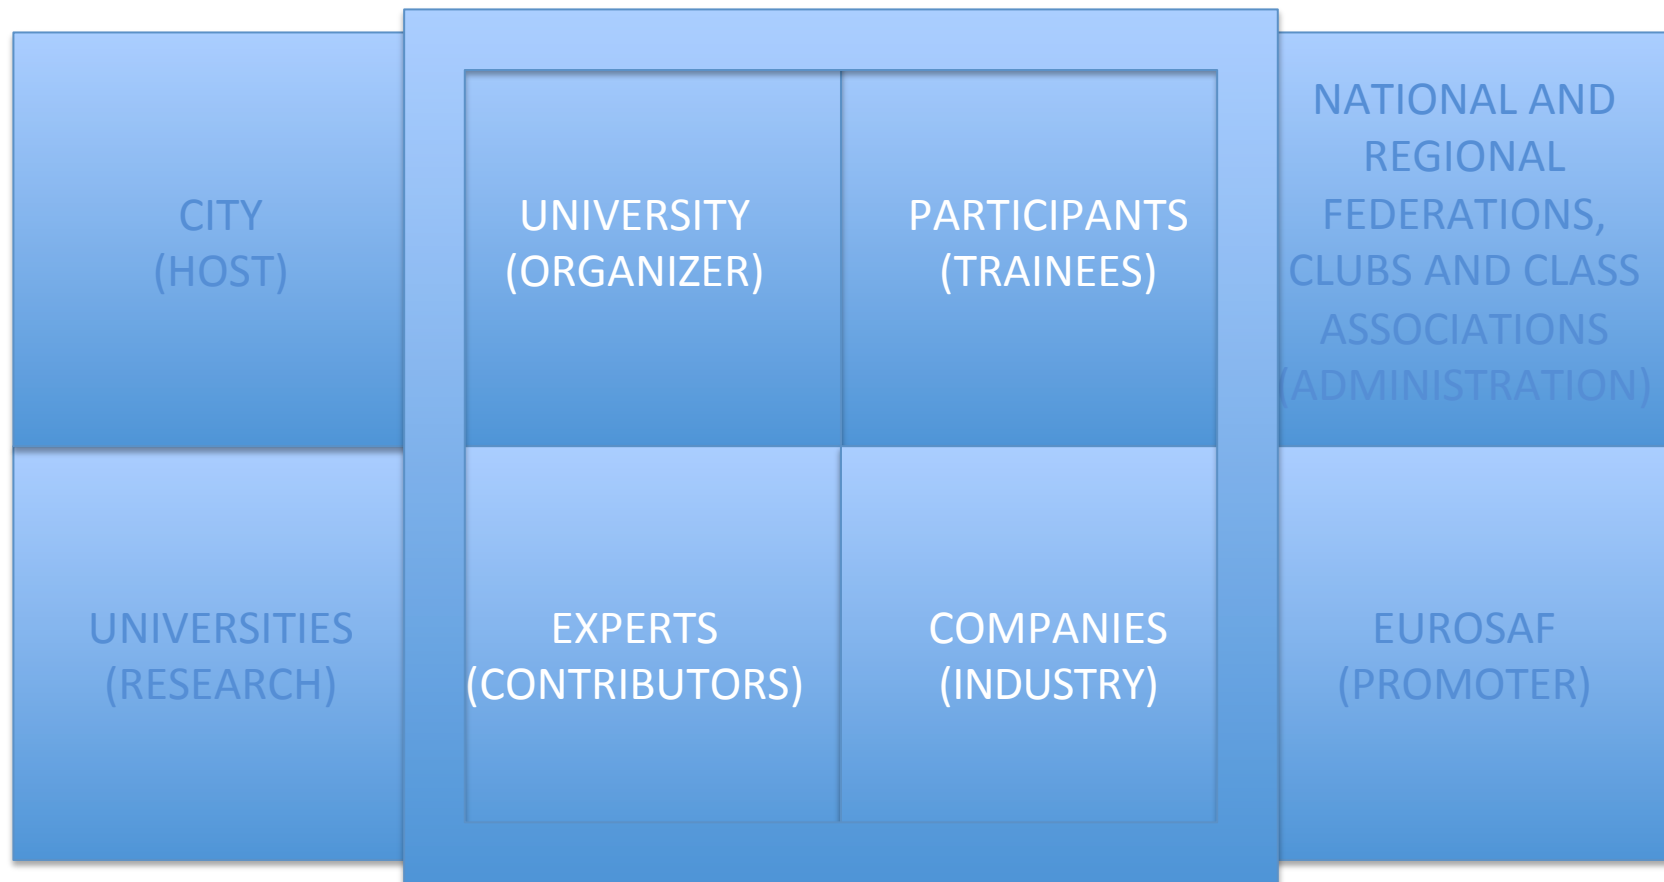 CITY
(HOST)
UNIVERSITY
(ORGANIZER)
PARTICIPANTS
(TRAINEES)
NATIONAL AND
REGIONAL
FEDERATIONS,
CLUBS AND CLASS
ASSOCIATIONS
(ADMINISTRATION)
UNIVERSITIES
(RESEARCH)
EXPERTS
(CONTRIBUTORS)
COMPANIES
(INDUSTRY)
EUROSAF
(PROMOTER)